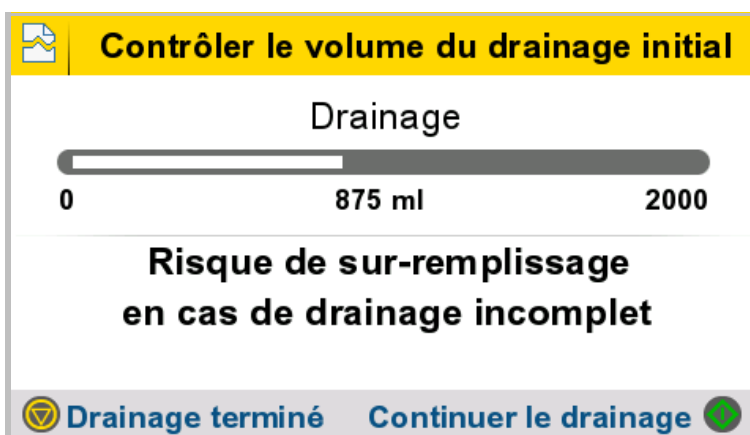 Contrôler le volume du drainage initial
Drainage
0 875 ml 2000
Risque de sur-remplissage
en cas de drainage incomplet
Drainage terminé Continuer le drainage